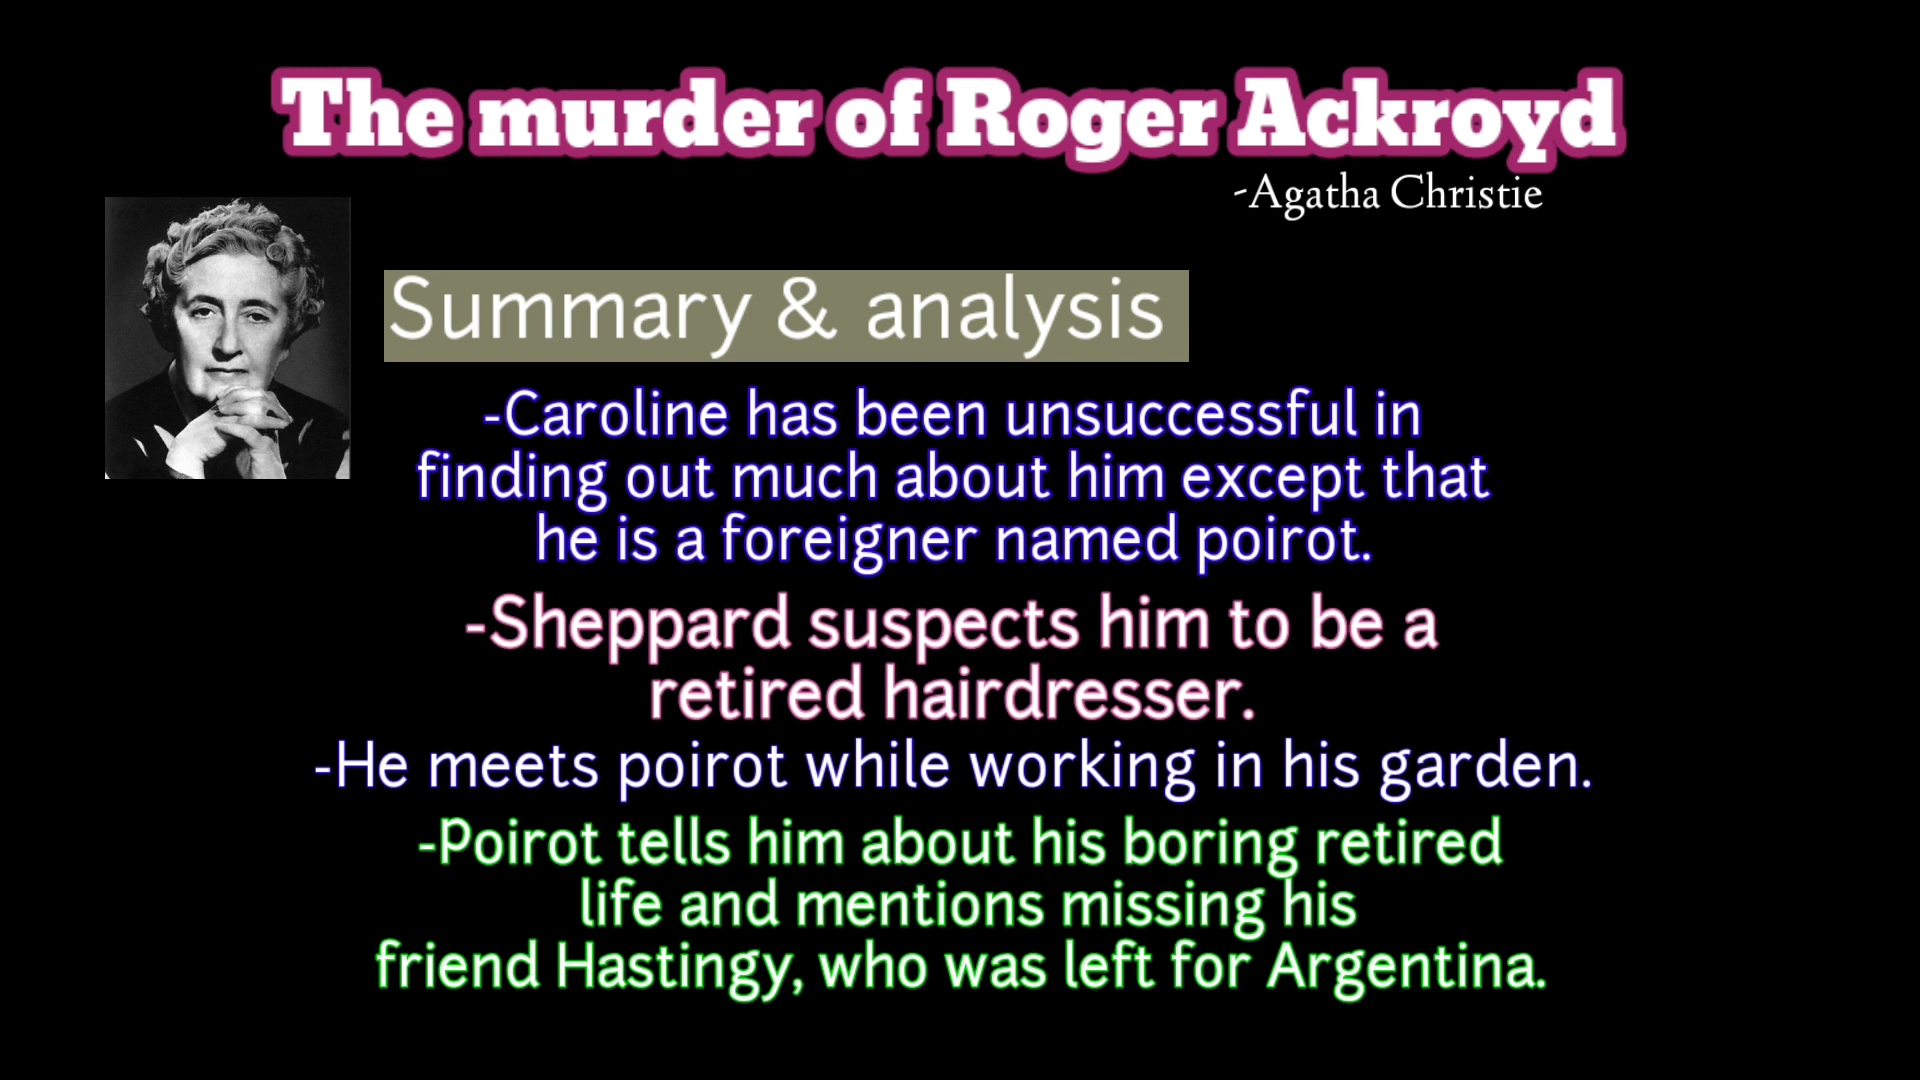 The murder of Roger Ackroyd
-Agatha Christie
Summary & analysis
-Caroline has been unsuccessful in
finding out much about him except that
he is a foreigner named poirot.
-Sheppard suspects him to be a
retired hairdresser.
-He meets poirot while working in his garden.
-Poirot tells him about his boring retired
life and mentions missing his
friend Hastingy, who was left for Argentina.